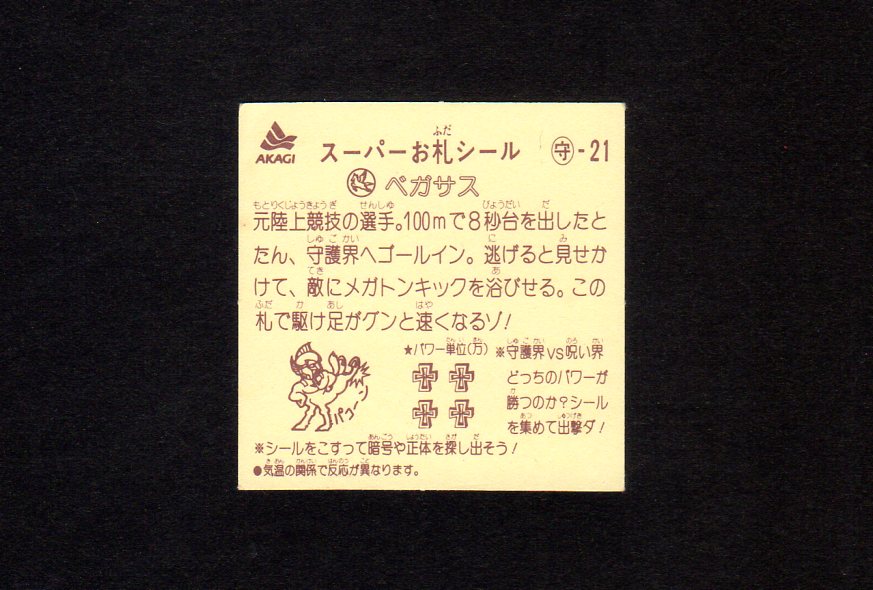 AKAGI
スーパーお札シール ㊢-21
ペガサス
元陸上競技の選手。100mで8秒台を出したと
たん、守護界へゴールイン。逃げると見せか
けて、敵にメガトンキックを浴びせる。この
札で駆け足がグンと速くなるゾ!
★パワー単位(万)
※守護界VS呪い界
どっちのパワーが
勝つのか?シール
を集めて出撃ダ!
パコーン
※シールをこすって暗号や正体を探し出そう!
●気温の関係で反応が異なります。